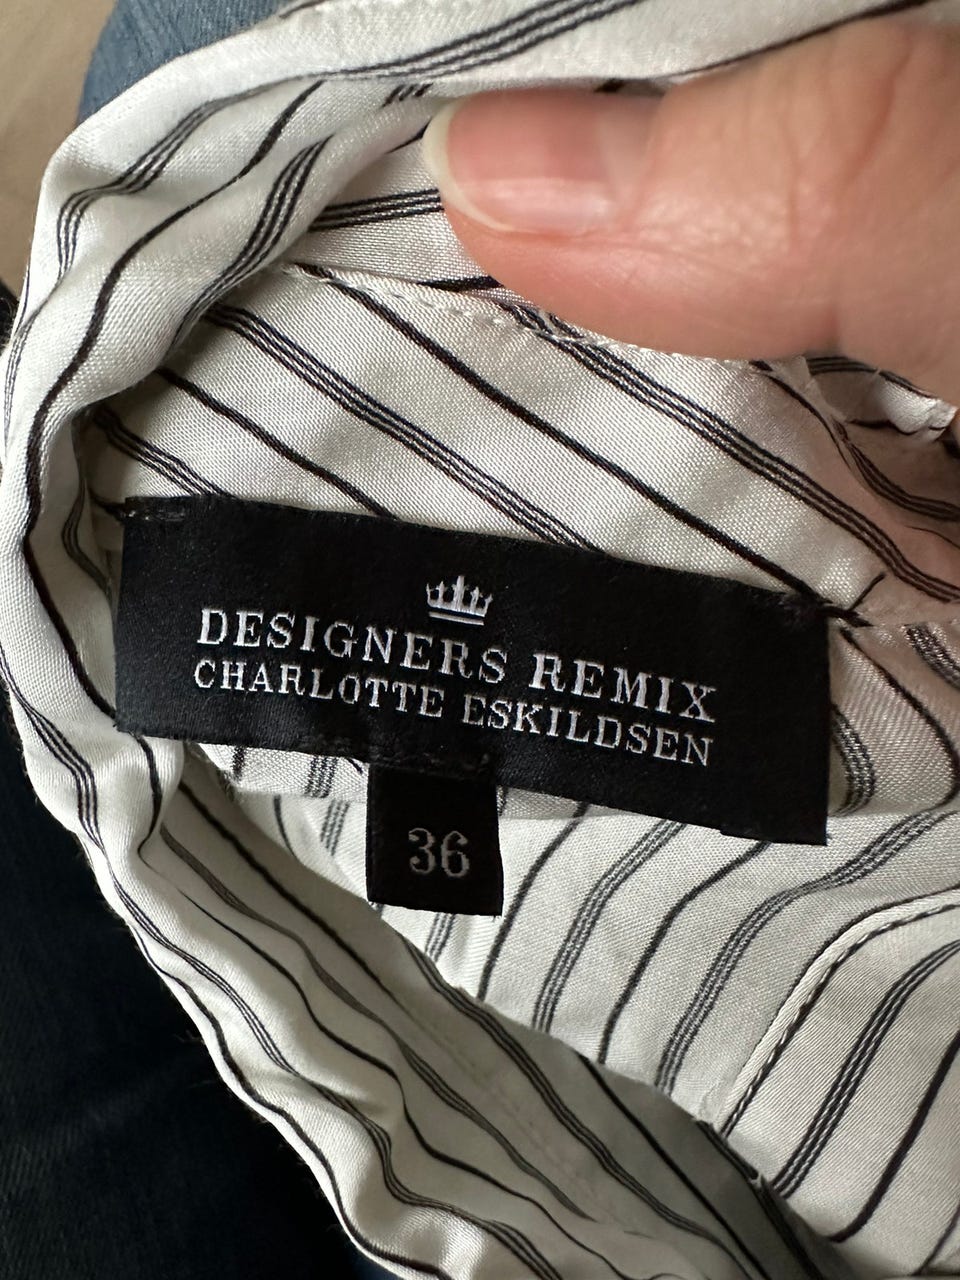 DESIGNERS REMIX
CHARLOTTE ESKILDSEN
36